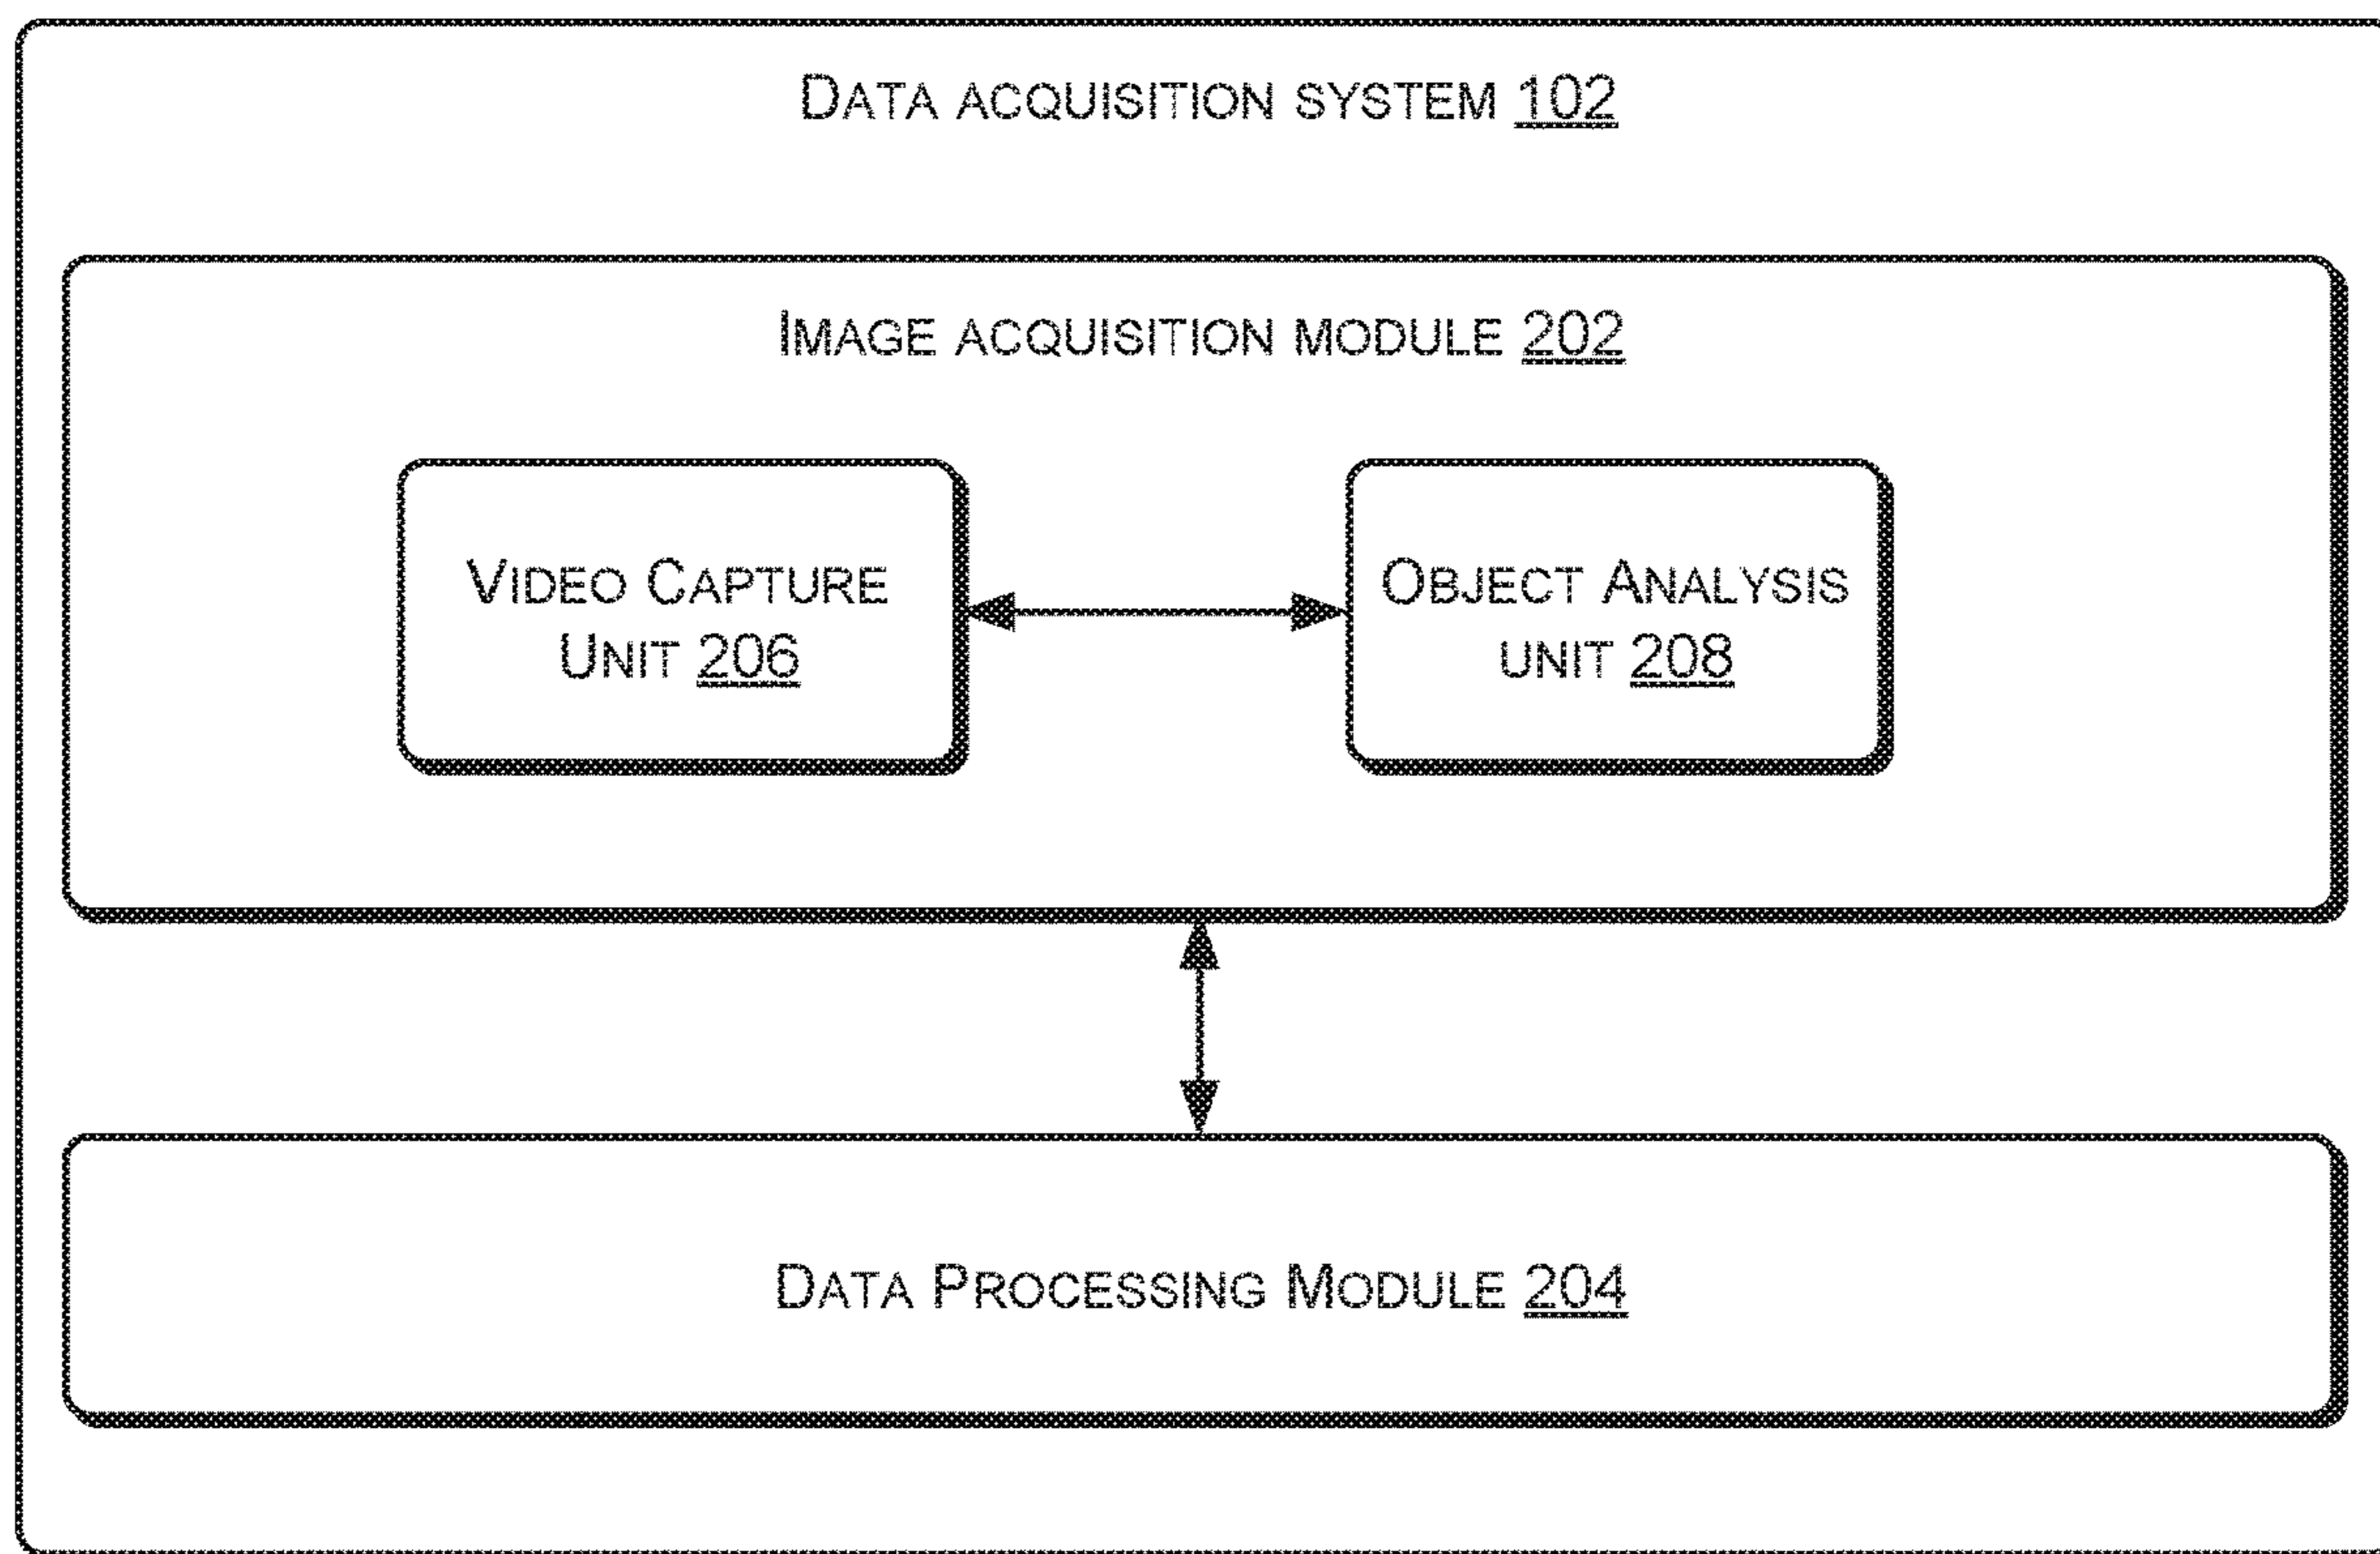 DATA ACQUISITION SYSTEM 102
IMAGE ACQUISITION MODULE 202
VIDEO CAPTURE
UNIT 206
OBJECT ANALYSIS
UNIT 208
DATA PROCESSING MODULE 204